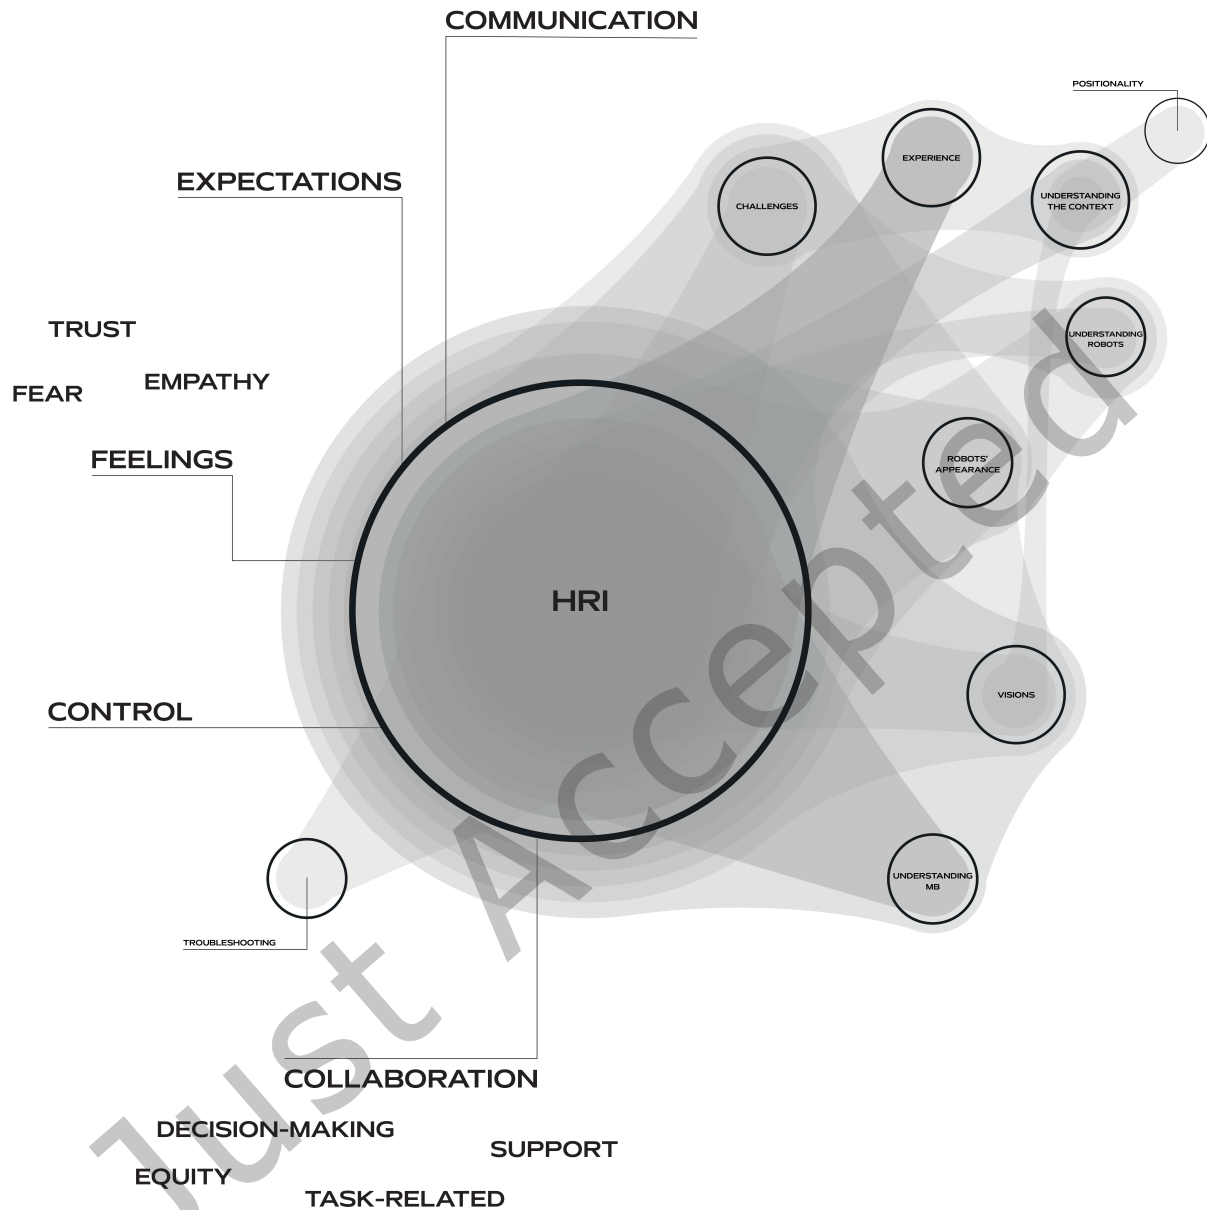 COMMUNICATION
POSITIONALITY
EXPERIENCE
EXPECTATIONS
CHALLENGES
UNDERSTANDING
THE CONTEXT
TRUST
UNDERSTANDING
ROBOTS
FEAR
EMPATHY
FEELINGS
ROBOTS'
APPEARANCE
HRI
VISIONS
CONTROL
UNDERSTANDING
MB
TROUBLESHOOTING
COLLABORATION
DECISION-MAKING
SUPPORT
EQUITY
TASK-RELATED
Just Accepted